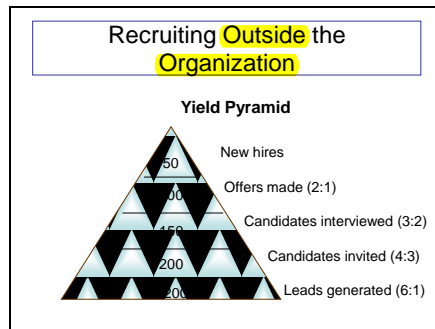 Recruiting Outside the
Organization
Yield Pyramid
50
New hires
Offers made (2:1)
Candidates interviewed (3:2)
150
Candidates invited (4:3)
200
Leads generated (6:1)